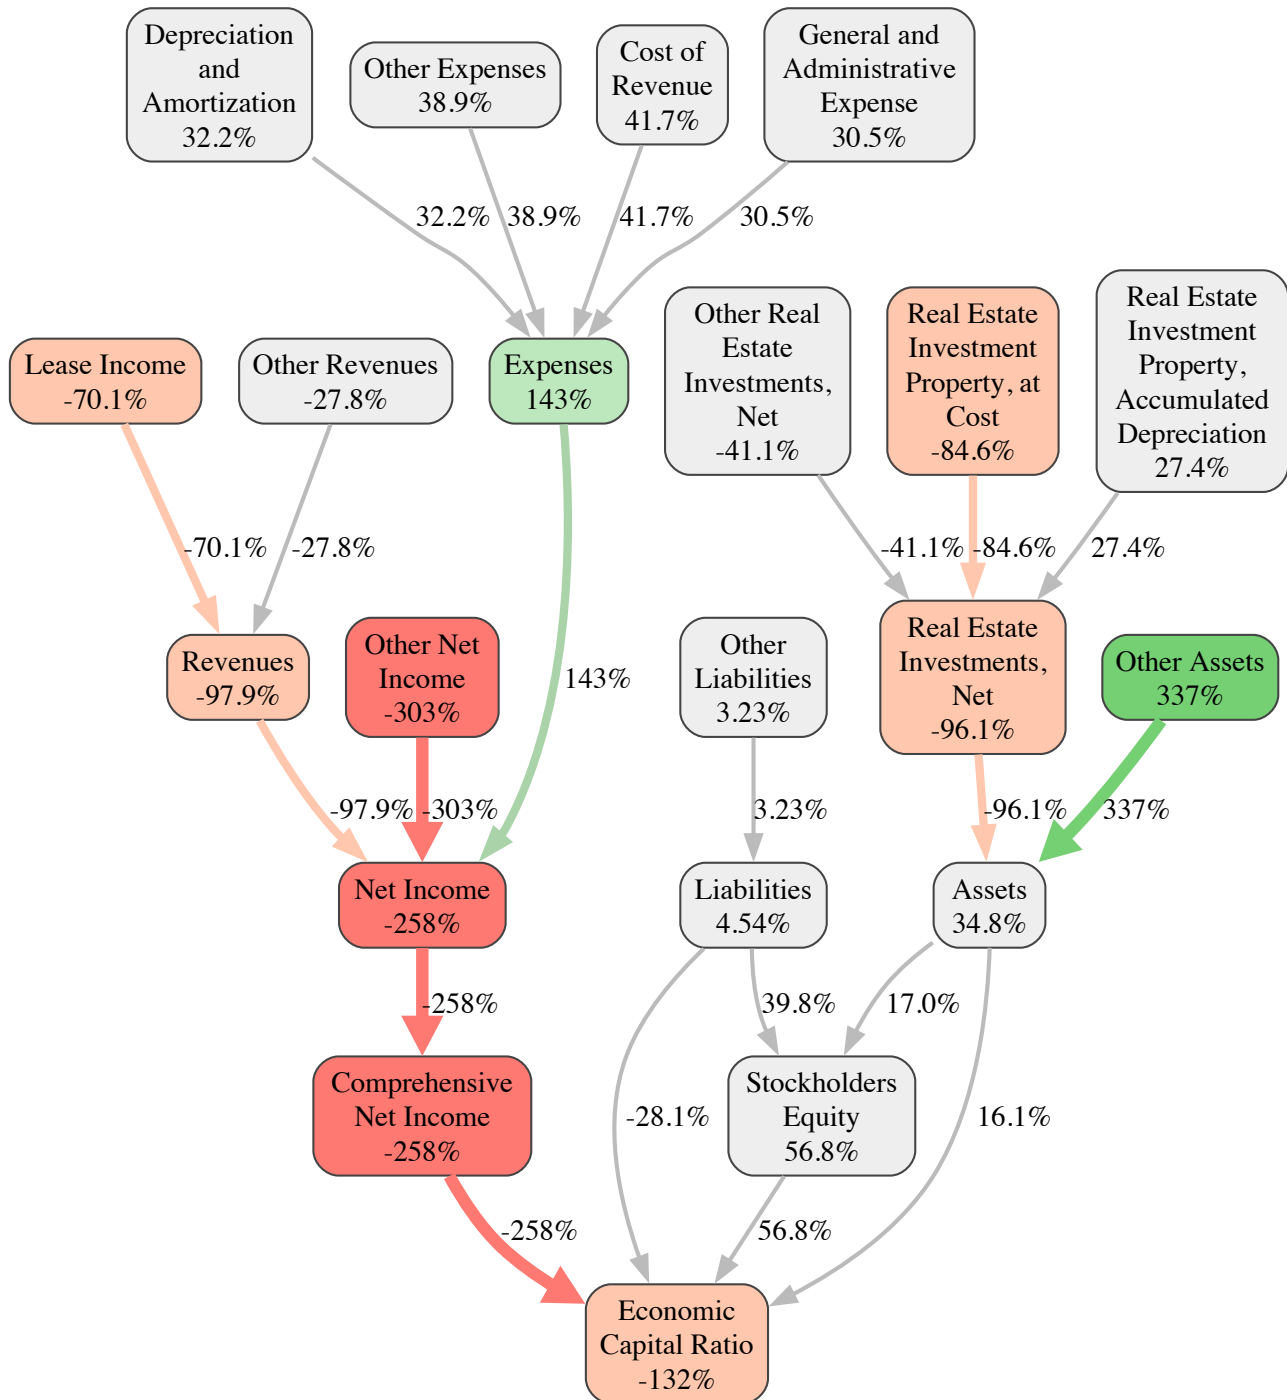 Depreciation
and
Amortization
32.2%
Other Expenses
38.9%
Cost of
Revenue
41.7%
General and
Administrative
Expense
30.5%
32.2%
38.9%
41.7%
30.5%
Lease Income
-70.1%
Other Revenues
-27.8%
Expenses
143%
Other Real
Estate
Investments,
Net
-41.1%
Real Estate
Investment
Property, at
Cost
-84.6%
Real Estate
Investment
Property,
Accumulated
Depreciation
27.4%
-70.1%
-27.8%
-41.1%
-84.6%
27.4%
Revenues
-97.9%
Other Net
Income
-303%
143%
Other
Liabilities
3.23%
Real Estate
Investments,
Net
-96.1%
Other Assets
337%
-97.9%
-303%
3.23%
-96.1%
337%
Net Income
-258%
Liabilities
4.54%
Assets
34.8%
-258%
39.8%
17.0%
Comprehensive
Net Income
-258%
-28.1%
Stockholders
Equity
56.8%
16.1%
-258%
56.8%
Economic
Capital Ratio
-132%